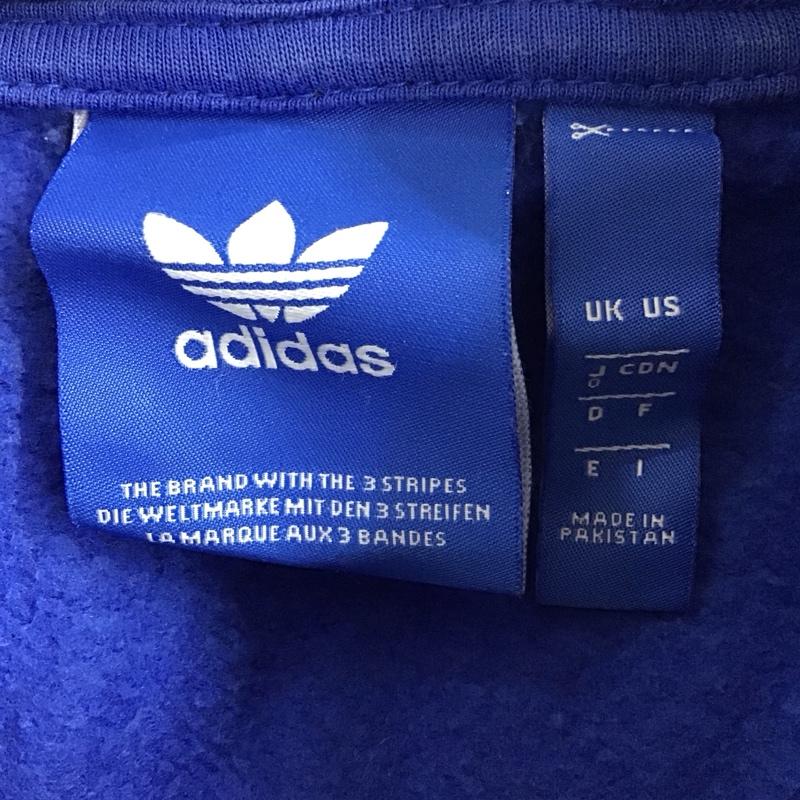 adidas
THE BRAND WITH THE 3 STRIPES
DIE WELTMARKE MIT DEN 3 STREIFEN
LA MARQUE AUX 3 BANDES
UK US
J CDN
D F
E I
MADE IN
PAKISTAN